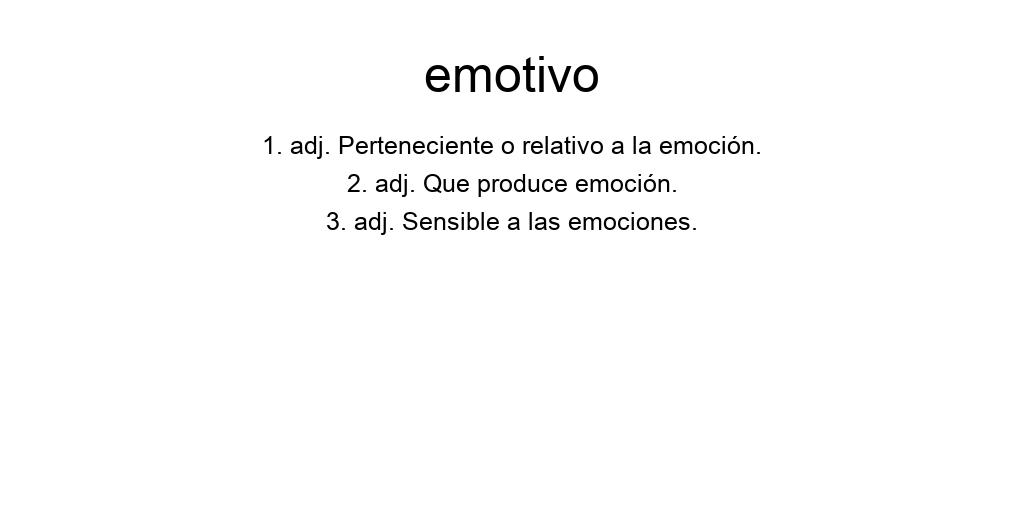 emotivo
1. adj. Perteneciente o relativo a la emoción.
2. adj. Que produce emoción.
3. adj. Sensible a las emociones.